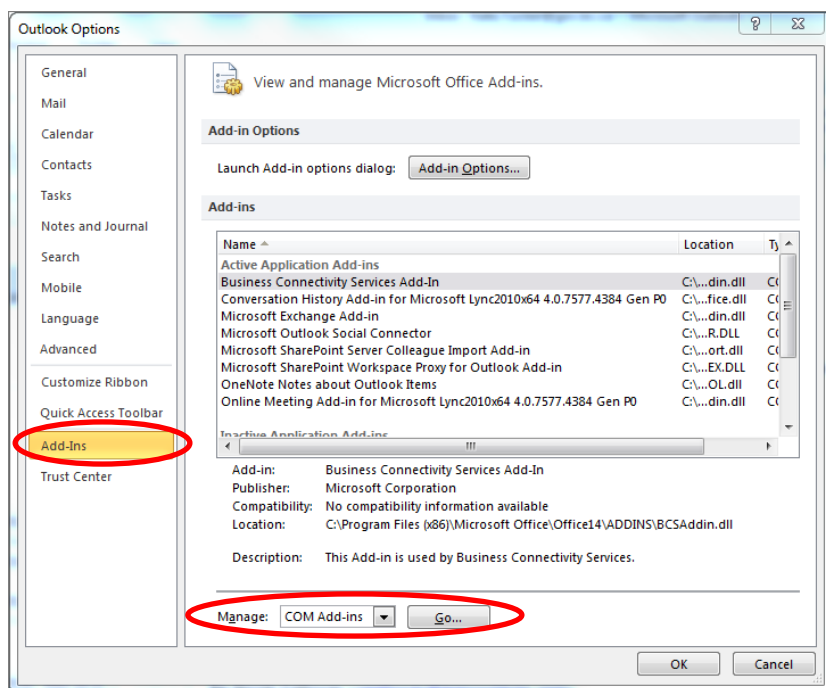 Outlook Options
General
Mail
Calendar
Contacts
Tasks
Notes and Journal
Search
Mobile
Language
Advanced
Customize Ribbon
Quick Access Toolbar
Add-Ins
Trust Center
View and manage Microsoft Office Add-ins.
Add-in Options
Launch Add-in options dialog: Add-in Options...
Add-ins
Name Location Ty
Active Application Add-ins
Business Connectivity Services Add-In C:\...din.dll
Conversation History Add-in for Microsoft Lync2010x64 4.0.7577.4384 Gen P0 C:\...fice.dll
Microsoft Exchange Add-in C:\...din.dll
Microsoft Outlook Social Connector C:\...R.DLL
Microsoft SharePoint Server Colleague Import Add-in C:\...ort.dll
Microsoft SharePoint Workspace Proxy for Outlook Add-in C:\...EX.DLL
OneNote Notes about Outlook Items C:\...OL.dll
Online Meeting Add-in for Microsoft Lync2010x64 4.0.7577.4384 Gen P0 C:\...din.dll
Inactive Application Add-ins
Add-in: Business Connectivity Services Add-In
Publisher: Microsoft Corporation
Compatibility: No compatibility information available
Location: C:\Program Files (x86)\Microsoft Office\Office14\ADDINS\BCSAddin.dll
Description: This Add-in is used by Business Connectivity Services.
Manage: COM Add-ins Go...
OK Cancel